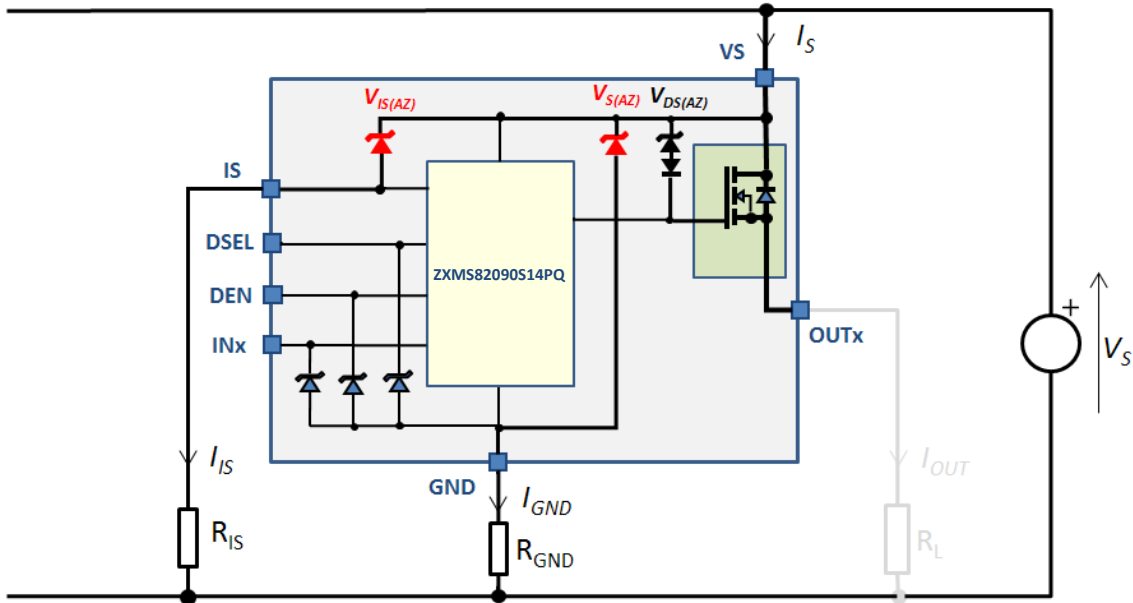 VS
I_S
V_IS(AZ)
V_S(AZ)
V_DS(AZ)
IS
DSEL
ZXMS82090S14PQ
DEN
INx
OUTx
+
V_S
I_IS
GND
I_GND
I_OUT
R_IS
R_GND
R_L